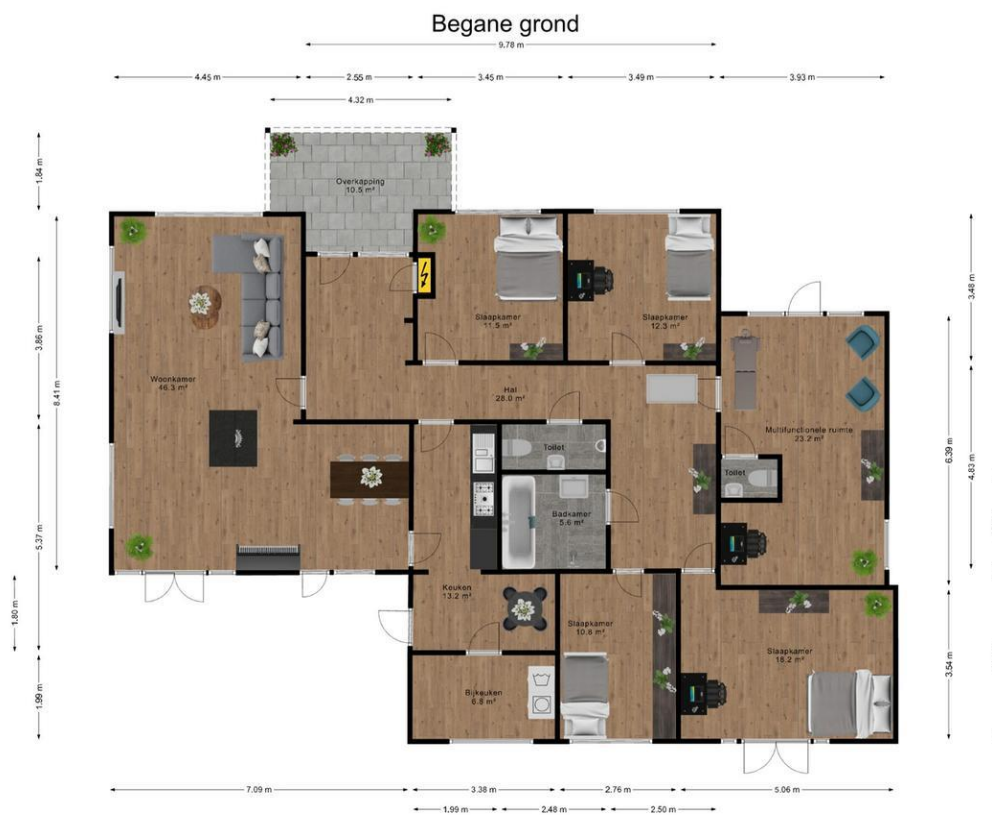 Begane grond
9.78 m
4.45 m
2.55 m
3.45 m
3.49 m
3.93 m
4.32 m
1.84 m
Overkapping
10.5 m²
8.41 m
3.86 m
3.48 m
Slaapkamer
11.5 m²
Slaapkamer
12.3 m²
Woonkamer
46.3 m²
Hal
28.0 m²
Multifunctionele ruimte
23.2 m²
6.39 m
4.83 m
Toilet
Toilet
Badkamer
5.6 m²
5.37 m
1.80 m
Keuken
13.2 m²
Slaapkamer
10.8 m²
Slaapkamer
18.2 m²
3.54 m
1.99 m
Bijkeuken
6.8 m²
7.09 m
3.38 m
2.76 m
5.06 m
1.99 m
2.48 m
2.50 m